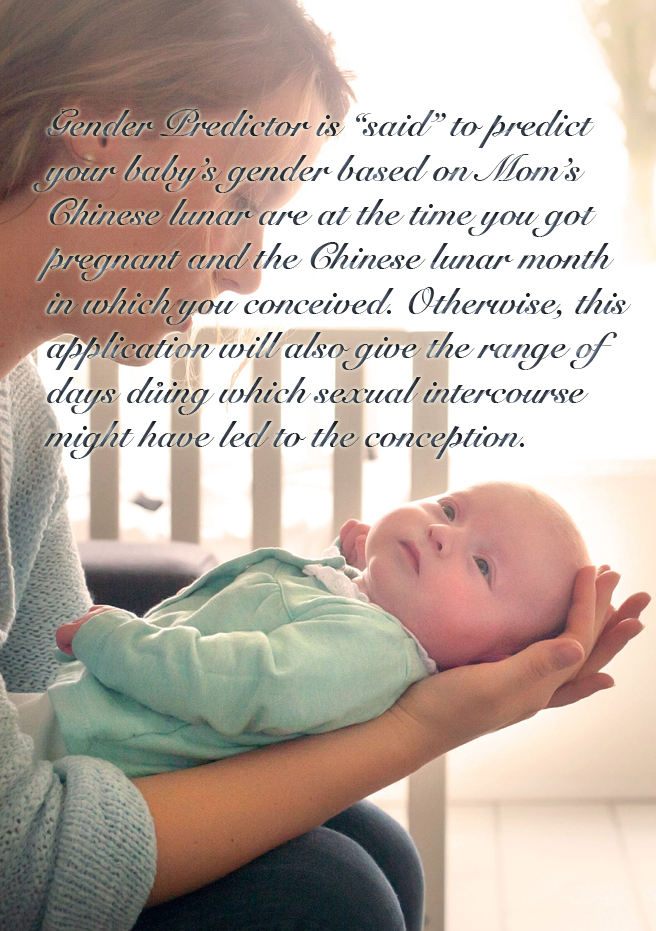 Gender Predictor is “said” to predict
your baby’s gender based on Mom’s
Chinese lunar are at the time you got
pregnant and the Chinese lunar month
in which you conceived. Otherwise, this
application will also give the range of
days dủing which sexual intercourse
might have led to the conception.